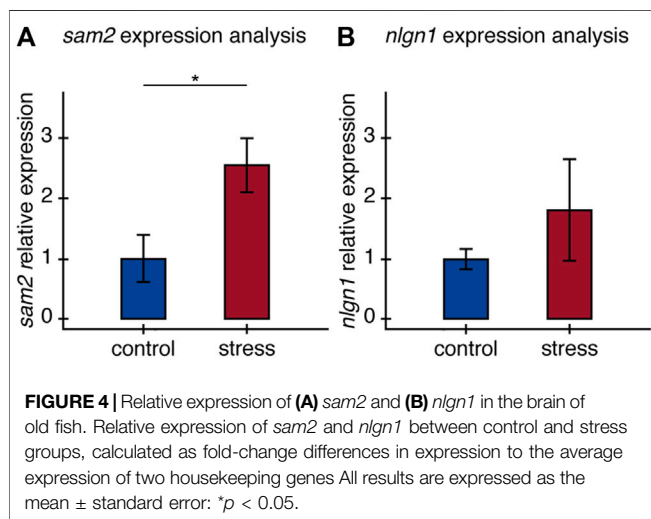 A sam2 expression analysis
B nlgn1 expression analysis
*
sam2 relative expression
3
2
1
0
control stress
nlgn1 relative expression
3
2
1
0
control stress
FIGURE 4 | Relative expression of (A) sam2 and (B) nlgn1 in the brain of
old fish. Relative expression of sam2 and nlgn1 between control and stress
groups, calculated as fold-change differences in expression to the average
expression of two housekeeping genes All results are expressed as the
mean ± standard error: *p < 0.05.